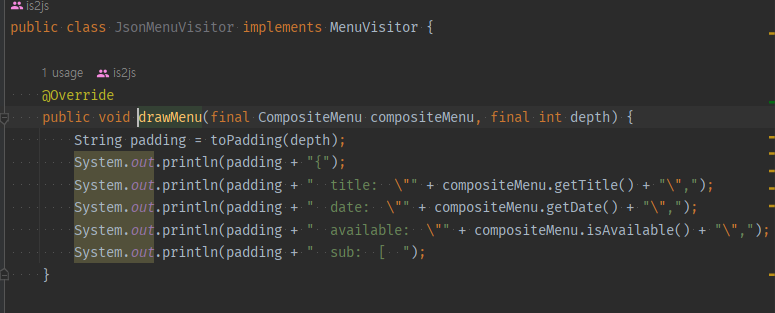 is2js
public class JsonMenuVisitor implements MenuVisitor {
1 usage is2js
@Override
public void drawMenu(final CompositeMenu compositeMenu, final int depth) {
String padding = toPadding(depth);
System.out.println(padding + "{");
System.out.println(padding + "  title:  \"" + compositeMenu.getTitle() + "\",");
System.out.println(padding + "  date:  \"" + compositeMenu.getDate() + "\",");
System.out.println(padding + "  available:  \"" + compositeMenu.isAvailable() + "\",");
System.out.println(padding + "  sub:  [  ");
}